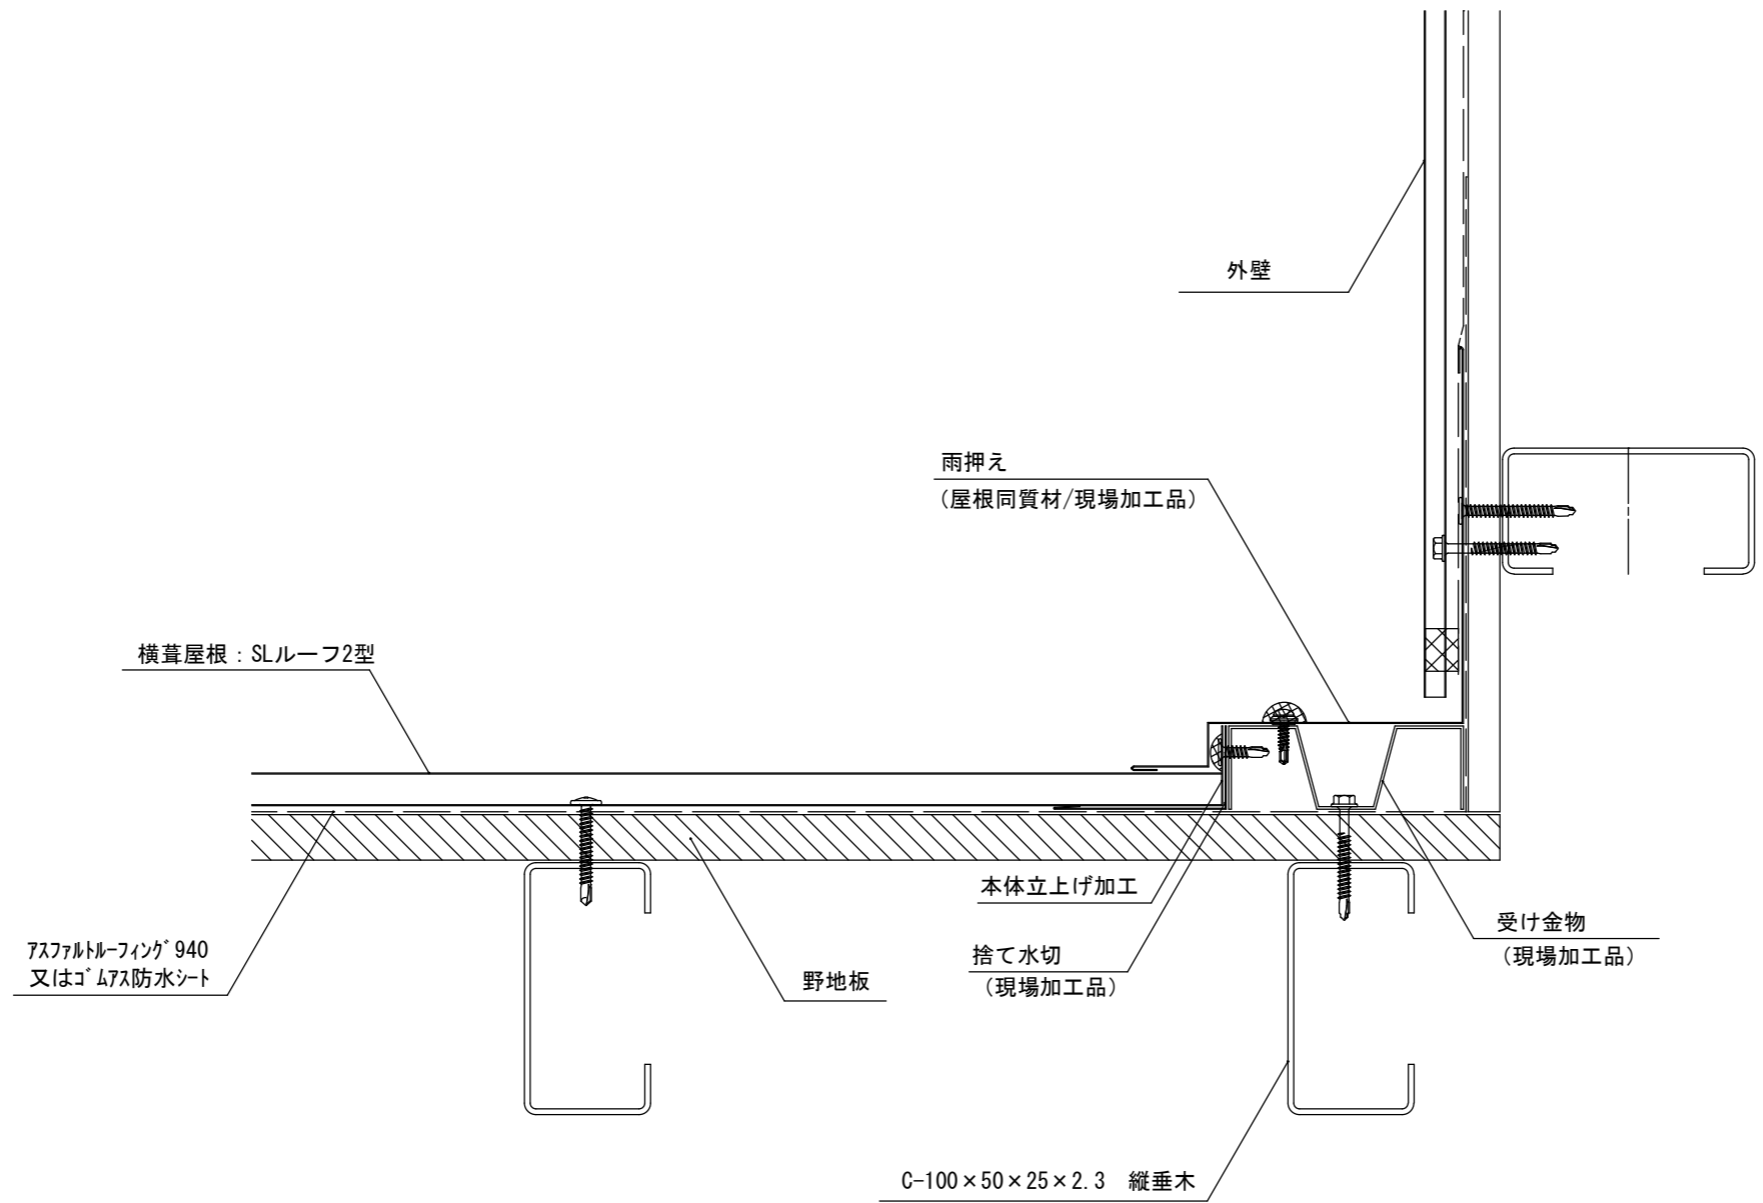 外壁
雨押え
(屋根同質材/現場加工品)
横葺屋根：SLルーフ2型
本体立上げ加工
受け金物
(現場加工品)
ｱｽﾌｧﾙﾄﾙｰﾌｨﾝｸﾞ940
又はｺﾞﾑｱｽ防水ｼｰﾄ
捨て水切
(現場加工品)
野地板
C-100×50×25×2.3　縦垂木